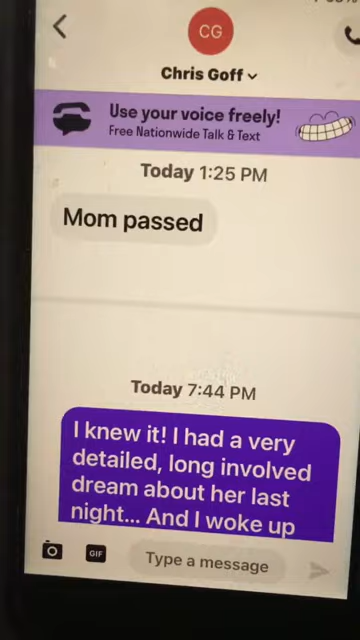 CG
Chris Goff
Use your voice freely!
Free Nationwide Talk & Text
Today 1:25 PM
Mom passed
Today 7:44 PM
I knew it! I had a very
detailed, long involved
dream about her last
night... And I woke up
GIF
Type a message